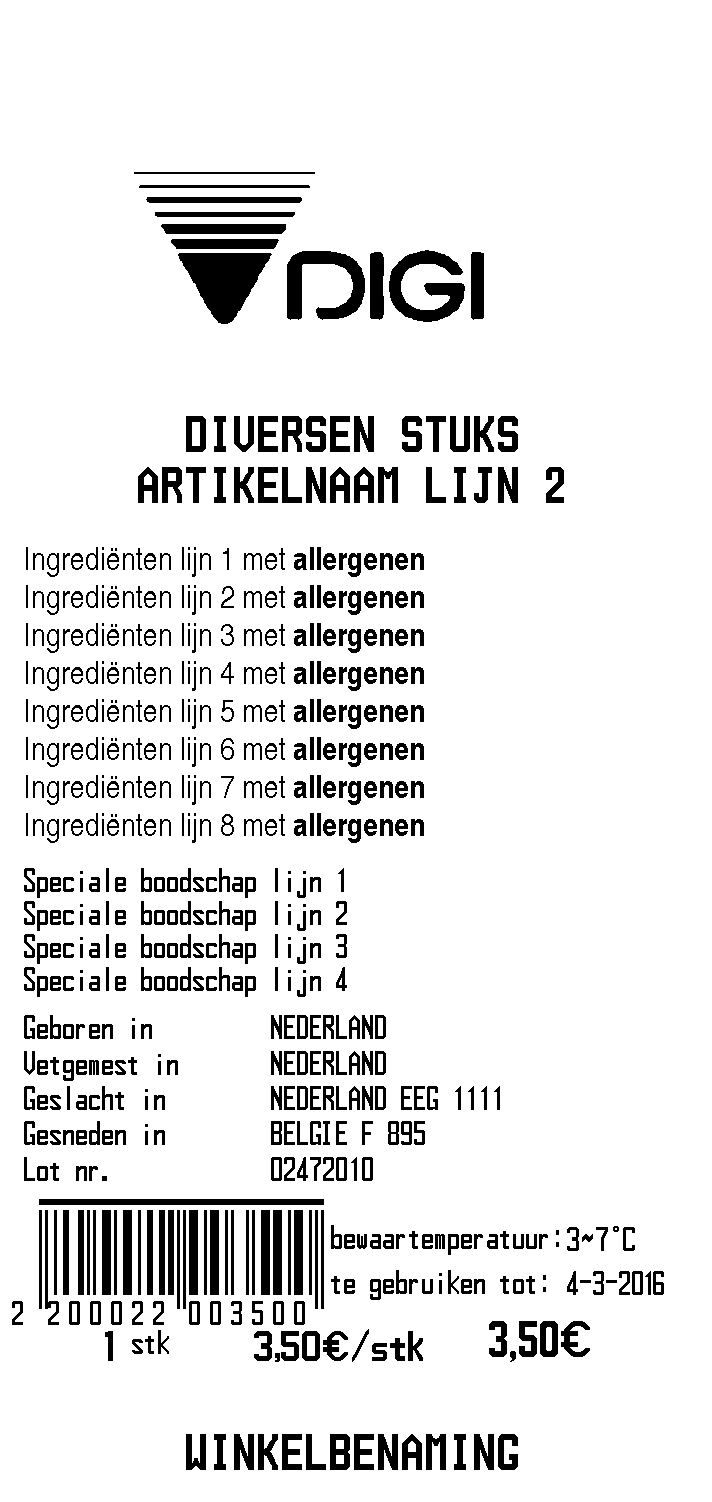 DIGI
DIVERSEN STUKS
ARTIKELNAAM LIJN 2
Ingrediënten lijn 1 met allergenen
Ingrediënten lijn 2 met allergenen
Ingrediënten lijn 3 met allergenen
Ingrediënten lijn 4 met allergenen
Ingrediënten lijn 5 met allergenen
Ingrediënten lijn 6 met allergenen
Ingrediënten lijn 7 met allergenen
Ingrediënten lijn 8 met allergenen
Speciale boodschap lijn 1
Speciale boodschap lijn 2
Speciale boodschap lijn 3
Speciale boodschap lijn 4
Geboren in NEDERLAND
Vetgemest in NEDERLAND
Geslacht in NEDERLAND EEG 1111
Gesneden in BELGIE F 895
Lot nr. 02472010
bewaartemperatuur:3~7°C
te gebruiken tot: 4-3-2016
2 200022 003500
1 stk 3,50€/stk 3,50€
WINKELBENAMING